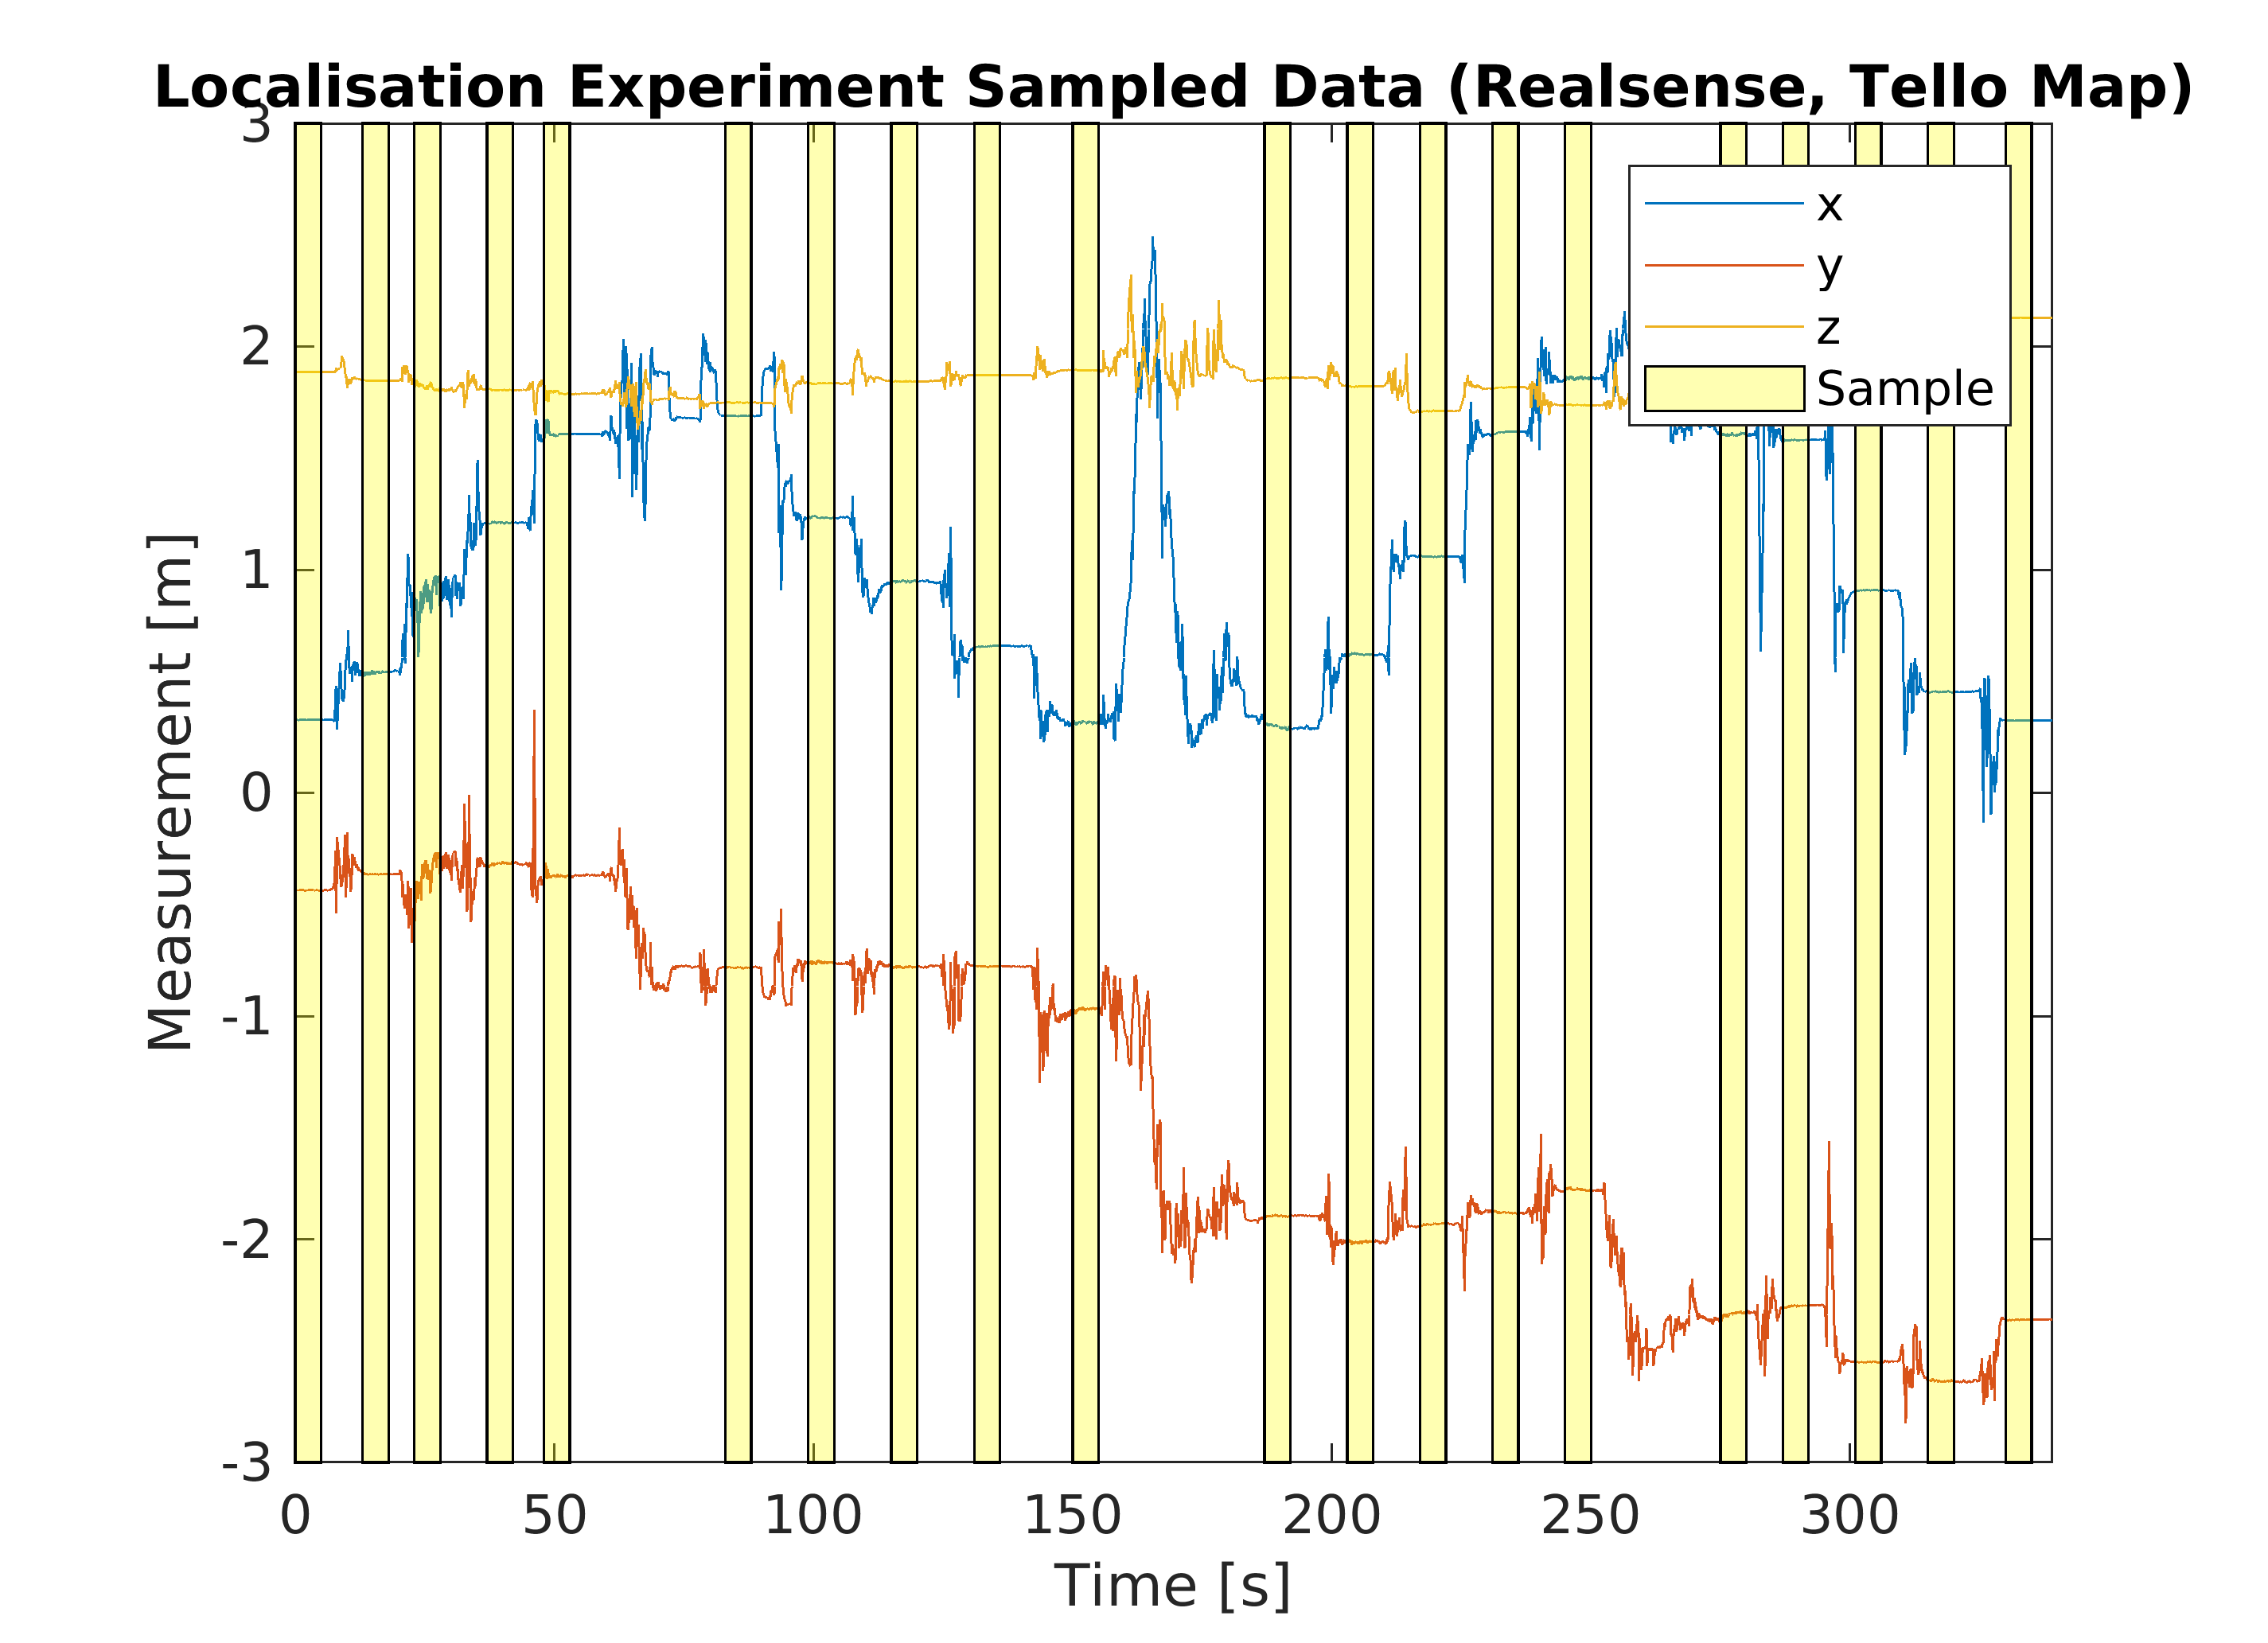 Localisation Experiment Sampled Data (Realsense, Tello Map)
3
2
1
0
-1
-2
-3
Measurement [m]
x
y
z
Sample
0 50 100 150 200 250 300
Time [s]